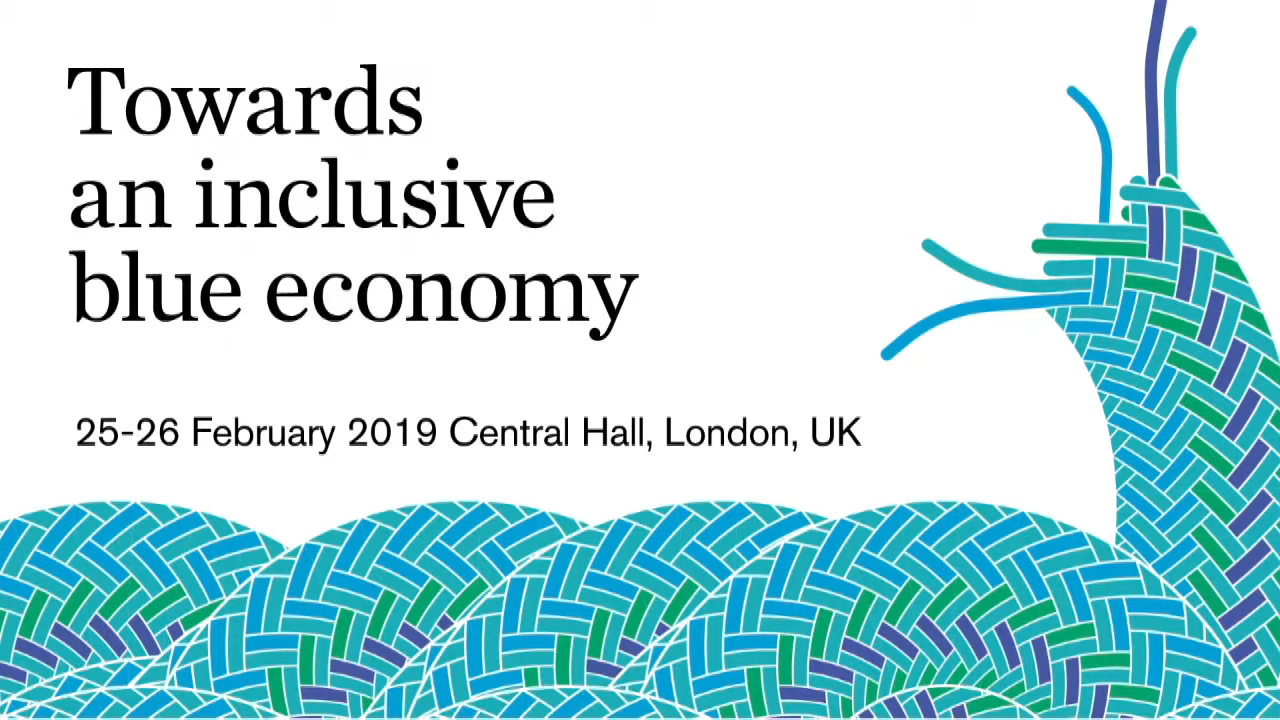 Towards
an inclusive
blue economy
25-26 February 2019 Central Hall, London, UK